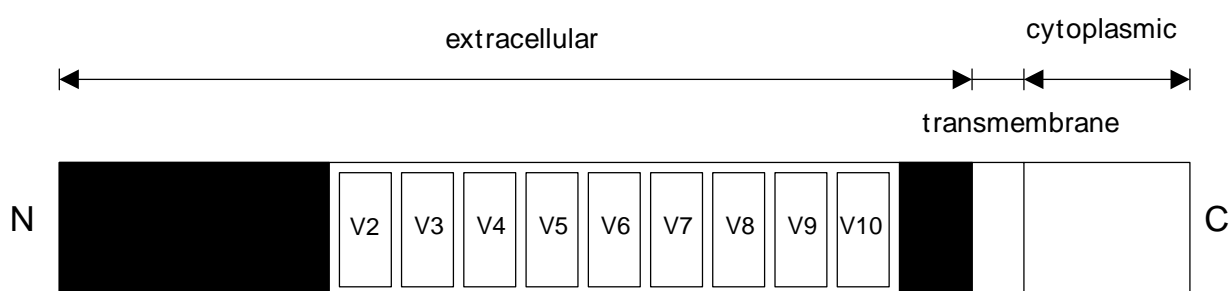 extracellular
cytoplasmic
transmembrane
N V2 V3 V4 V5 V6 V7 V8 V9 V10 C